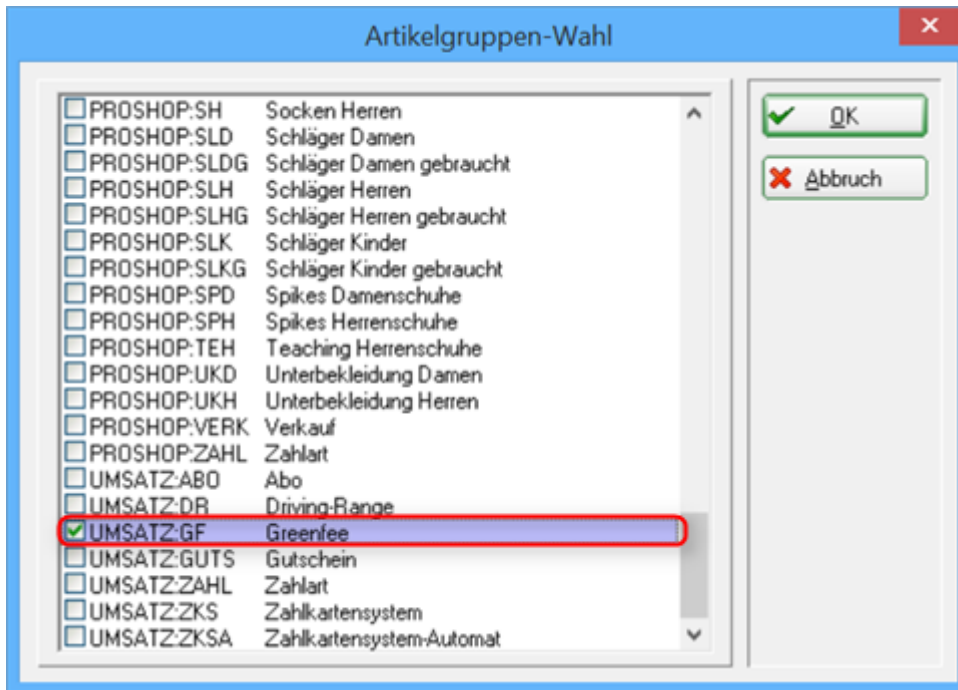 Artikelgruppen-Wahl
PROSHOP:SH Socken Herren
PROSHOP:SLD Schläger Damen
PROSHOP:SLDG Schläger Damen gebraucht
PROSHOP:SLH Schläger Herren
PROSHOP:SLHG Schläger Herren gebraucht
PROSHOP:SLK Schläger Kinder
PROSHOP:SLKG Schläger Kinder gebraucht
PROSHOP:SPD Spikes Damenschuhe
PROSHOP:SPH Spikes Herrenschuhe
PROSHOP:TEH Teaching Herrenschuhe
PROSHOP:UKD Unterbekleidung Damen
PROSHOP:UKH Unterbekleidung Herren
PROSHOP:VERK Verkauf
PROSHOP:ZAHL Zahlart
UMSATZ:ABO Abo
UMSATZ:DR Driving-Range
UMSATZ:GF Greenfee
UMSATZ:GUTS Gutschein
UMSATZ:ZAHL Zahlart
UMSATZ:ZKS Zahlkartensystem
UMSATZ:ZKSA Zahlkartensystem-Automat
OK
Abbruch